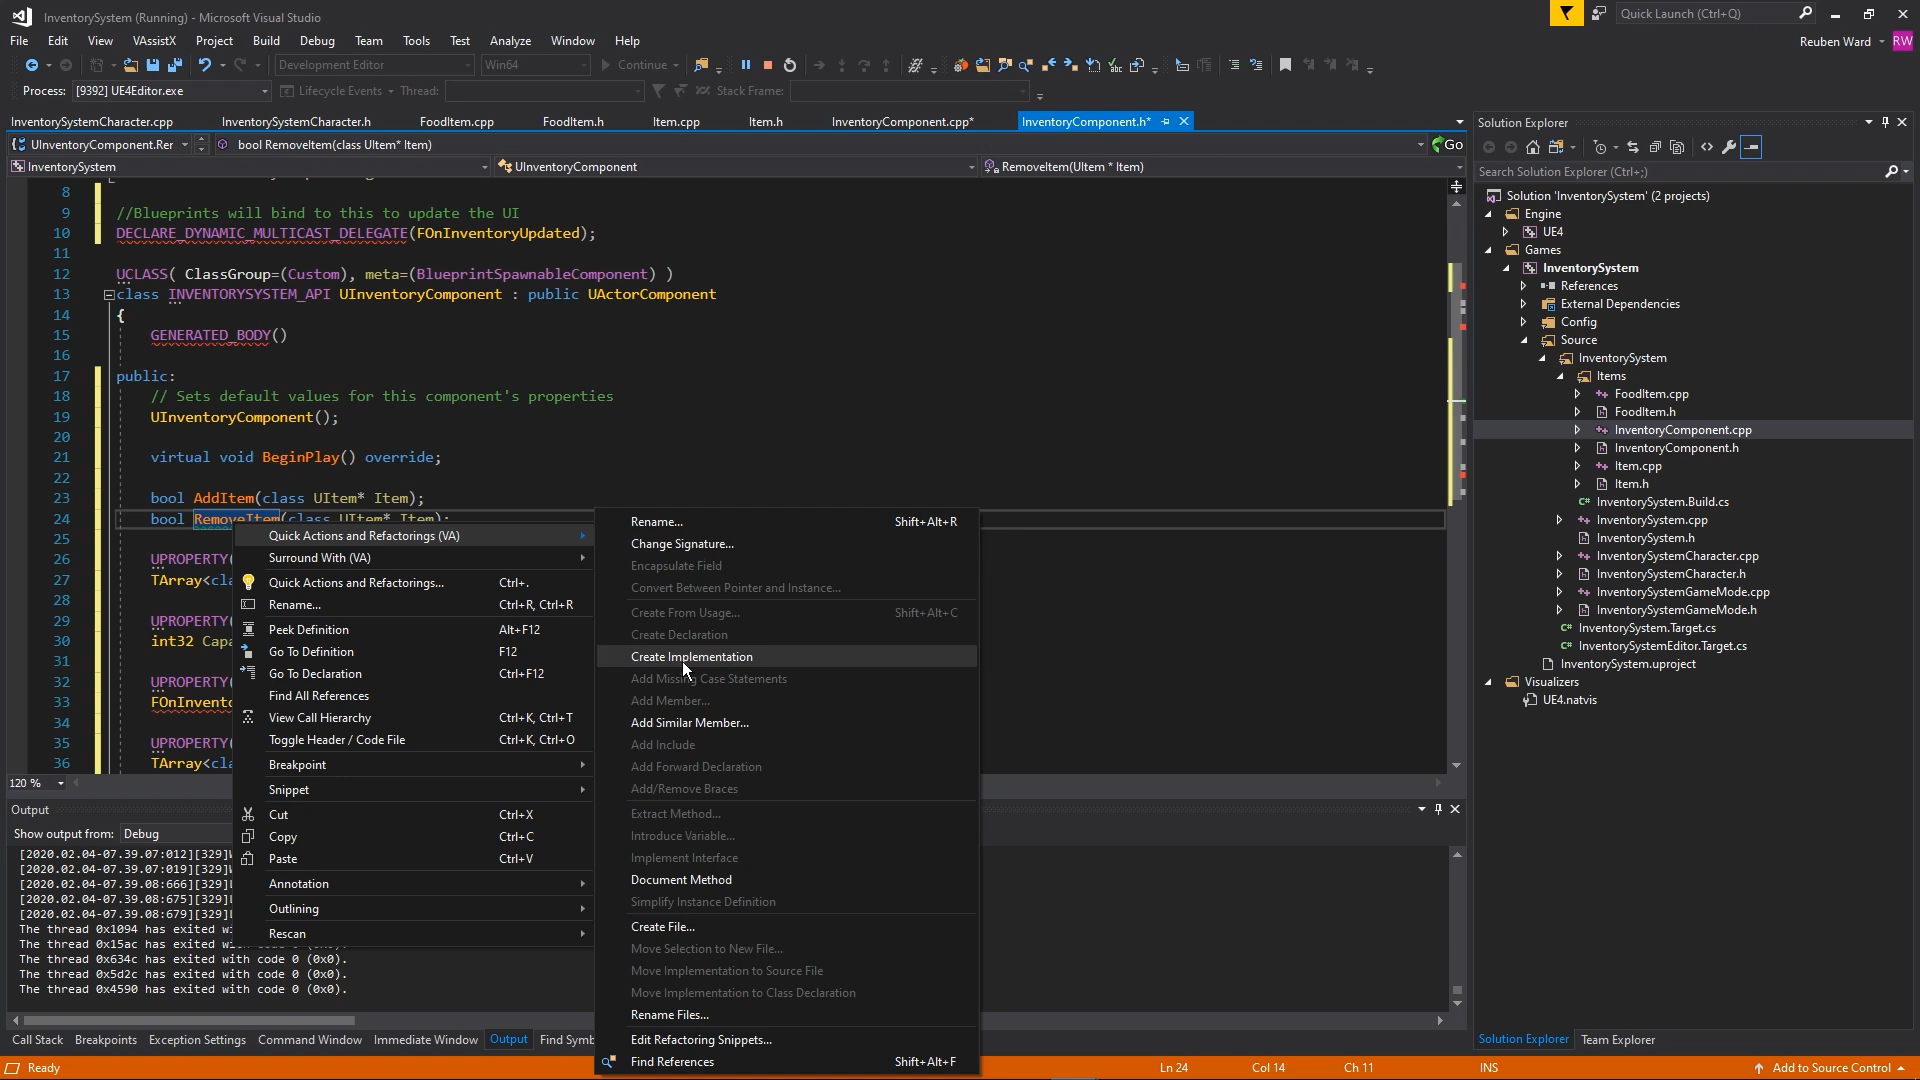 InventorySystem (Running) - Microsoft Visual Studio
Quick Launch (Ctrl+Q)
File Edit View VAssistX Project Build Debug Team Tools Test Analyze Window Help
Reuben Ward RW
Development Editor Win64 Continue
Process: [9392] UE4Editor.exe Lifecycle Events Thread: Stack Frame:
InventorySystemCharacter.cpp InventorySystemCharacter.h FoodItem.cpp FoodItem.h Item.cpp Item.h InventoryComponent.cpp* InventoryComponent.h*
UInventoryComponent.Rer bool RemoveItem(class UItem* Item) Go
InventorySystem UInventoryComponent RemoveItem(UItem * Item)
8
9 //Blueprints will bind to this to update the UI
10 DECLARE_DYNAMIC_MULTICAST_DELEGATE(FOnInventoryUpdated);
11
12 UCLASS( ClassGroup=(Custom), meta=(BlueprintSpawnableComponent) )
13 class INVENTORYSYSTEM_API UInventoryComponent : public UActorComponent
14 {
15 GENERATED_BODY()
16
17 public:
18 // Sets default values for this component's properties
19 UInventoryComponent();
20
21 virtual void BeginPlay() override;
22
23 bool AddItem(class UItem* Item);
24 bool RemoveItem(class UItem* Item);
25
26 UPROPERTY(
27 TArray<cla
28
29 UPROPERTY(
30 int32 Capa
31
32 UPROPERTY(
33 FOnInvento
34
35 UPROPERTY(
36 TArray<cla
120 %
Quick Actions and Refactorings (VA)
Surround With (VA)
Quick Actions and Refactorings... Ctrl+.
Rename... Ctrl+R, Ctrl+R
Peek Definition Alt+F12
Go To Definition F12
Go To Declaration Ctrl+F12
Find All References
View Call Hierarchy Ctrl+K, Ctrl+T
Toggle Header / Code File Ctrl+K, Ctrl+O
Breakpoint
Snippet
Cut Ctrl+X
Copy Ctrl+C
Paste Ctrl+V
Annotation
Outlining
Rescan
Rename... Shift+Alt+R
Change Signature...
Encapsulate Field
Convert Between Pointer and Instance...
Create From Usage... Shift+Alt+C
Create Declaration
Create Implementation
Add Missing Case Statements
Add Member...
Add Similar Member...
Add Include
Add Forward Declaration
Add/Remove Braces
Extract Method...
Introduce Variable...
Implement Interface
Document Method
Simplify Instance Definition
Create File...
Move Selection to New File...
Move Implementation to Source File
Move Implementation to Class Declaration
Rename Files...
Edit Refactoring Snippets...
Find References Shift+Alt+F
Output
Show output from: Debug
[2020.02.04-07.39.07:012][329]
[2020.02.04-07.39.07:019][329]
[2020.02.04-07.39.08:666][329]
[2020.02.04-07.39.08:675][329]
[2020.02.04-07.39.08:679][329]
The thread 0x1094 has exited wi
The thread 0x15ac has exited with code 0 (0x0).
The thread 0x634c has exited with code 0 (0x0).
The thread 0x5d2c has exited with code 0 (0x0).
The thread 0x4590 has exited with code 0 (0x0).
Call Stack Breakpoints Exception Settings Command Window Immediate Window Output Find Symb
Solution Explorer
Search Solution Explorer (Ctrl+;)
Solution 'InventorySystem' (2 projects)
Engine
UE4
Games
InventorySystem
References
External Dependencies
Config
Source
InventorySystem
Items
FoodItem.cpp
FoodItem.h
InventoryComponent.cpp
InventoryComponent.h
Item.cpp
Item.h
InventorySystem.Build.cs
InventorySystem.cpp
InventorySystem.h
InventorySystemCharacter.cpp
InventorySystemCharacter.h
InventorySystemGameMode.cpp
InventorySystemGameMode.h
InventorySystem.Target.cs
InventorySystemEditor.Target.cs
InventorySystem.uproject
Visualizers
UE4.natvis
Solution Explorer Team Explorer
Ready Ln 24 Col 14 Ch 11 INS Add to Source Control